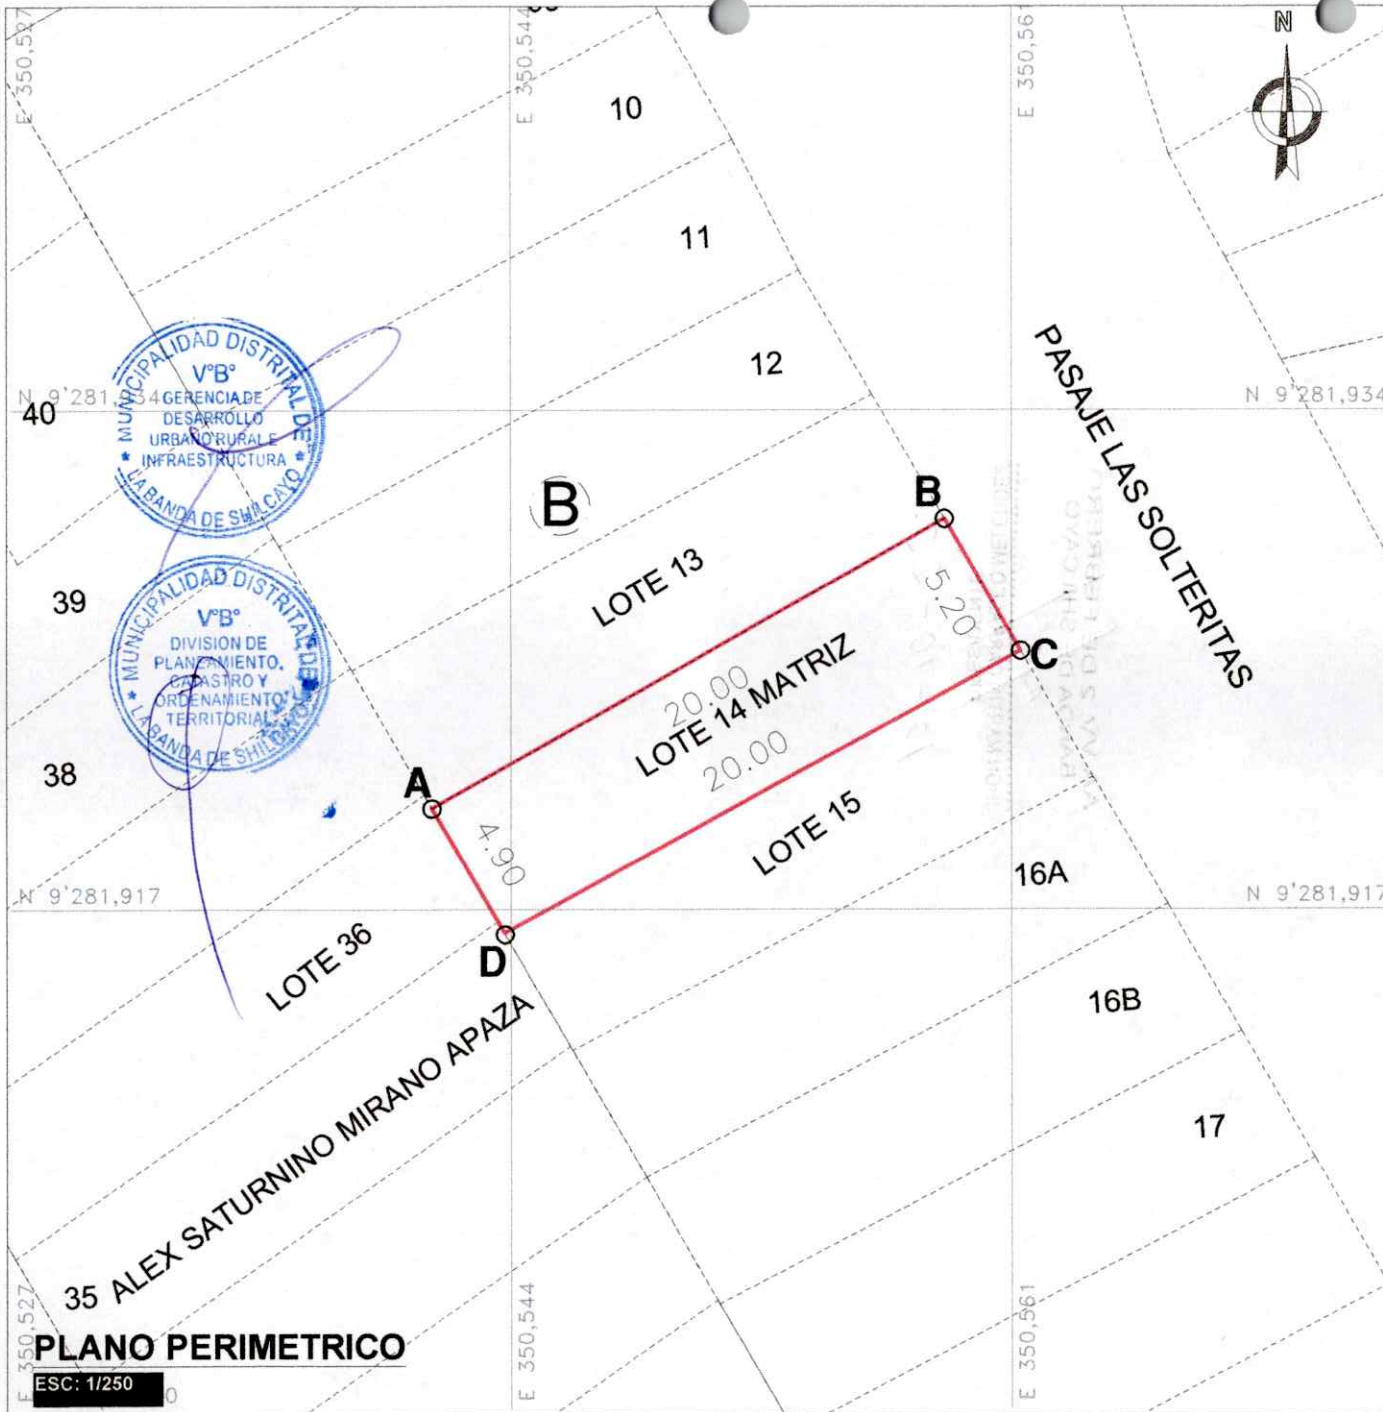 E 350,527
E 350,544
E 350,561
N
10
11
12
MUNICIPALIDAD DISTRITAL DE
V°B°
GERENCIA DE
DESARROLLO
URBANO RURAL E
INFRAESTRUCTURA
LA BANDA DE SHILCAYO
N 9'281,934
N 9'281,934
40
PASAJE LAS SOLTERITAS
B
B
LOTE 13
5.20
MUNICIPALIDAD DISTRITAL DE
V°B°
DIVISION DE
PLANEAMIENTO,
CATASTRO Y
ORDENAMIENTO
TERRITORIAL
LA BANDA DE SHILCAYO
39
C
20.00
LOTE 14 MATRIZ
20.00
38
A
4.90
LOTE 15
16A
N 9'281,917
N 9'281,917
LOTE 36
D
16B
17
35 ALEX SATURNINO MIRANO APAZA
E 350,527
E 350,544
E 350,561
PLANO PERIMETRICO
ESC: 1/250